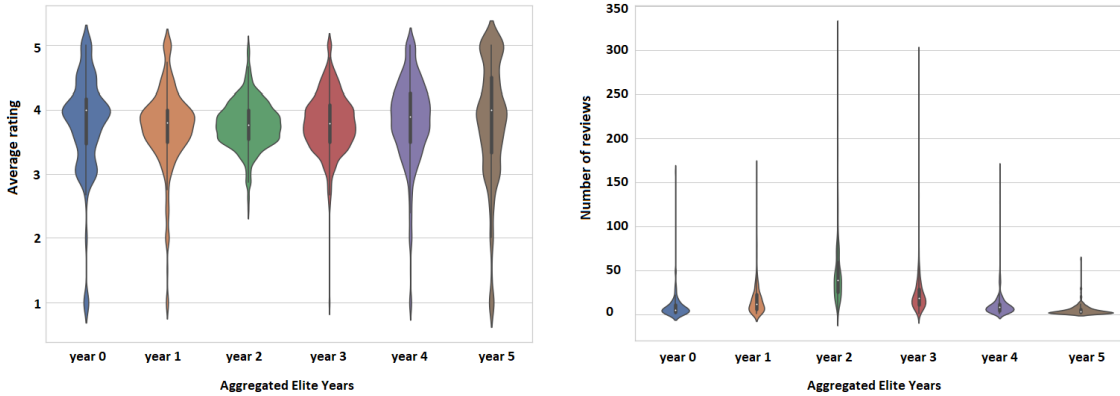 Average rating
5
4
3
2
1
year 0 year 1 year 2 year 3 year 4 year 5
Aggregated Elite Years
Number of reviews
350
300
250
200
150
100
50
0
year 0 year 1 year 2 year 3 year 4 year 5
Aggregated Elite Years